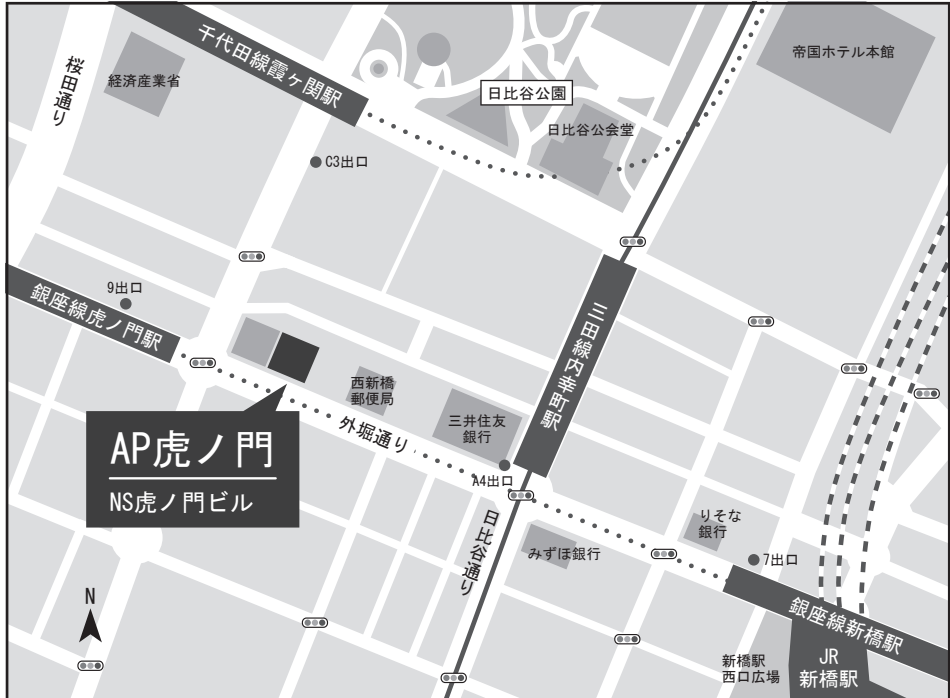 千代田線霞ケ関駅
帝国ホテル本館
桜田通り
経済産業省
日比谷公園
日比谷公会堂
C3出口
9出口
銀座線虎ノ門駅
三田線内幸町駅
西新橋
郵便局
三井住友
銀行
外堀通り
AP虎ノ門
NS虎ノ門ビル
A4出口
日比谷通り
みずほ銀行
りそな
銀行
7出口
銀座線新橋駅
N
新橋駅
西口広場
JR
新橋駅